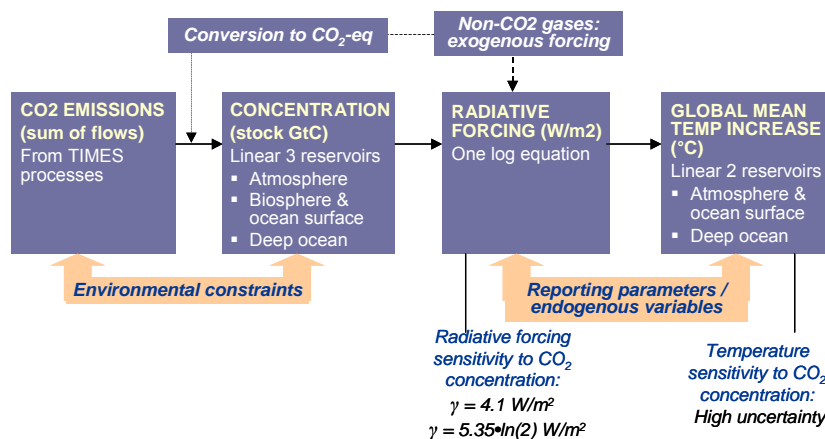 Conversion to CO2-eq
Non-CO2 gases:
exogenous forcing
CO2 EMISSIONS
(sum of flows)
From TIMES
processes
CONCENTRATION
(stock GtC)
Linear 3 reservoirs
▪ Atmosphere
▪ Biosphere &
ocean surface
▪ Deep ocean
RADIATIVE
FORCING (W/m2)
One log equation
GLOBAL MEAN
TEMP INCREASE
(°C)
Linear 2 reservoirs
▪ Atmosphere &
ocean surface
▪ Deep ocean
Environmental constraints
Reporting parameters /
endogenous variables
Radiative forcing
sensitivity to CO2
concentration:
γ = 4.1 W/m²
γ = 5.35•ln(2) W/m²
Temperature
sensitivity to CO2
concentration:
High uncertainty